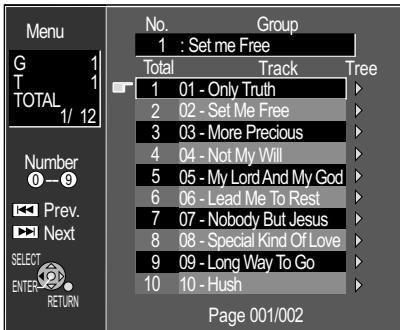 Menu
G 1
T 1
TOTAL
1/ 12
Number
0 -- 9
Prev.
Next
SELECT
ENTER
RETURN
No. Group
1 : Set me Free
Total Track Tree
1 01 - Only Truth
2 02 - Set Me Free
3 03 - More Precious
4 04 - Not My Will
5 05 - My Lord And My God
6 06 - Lead Me To Rest
7 07 - Nobody But Jesus
8 08 - Special Kind Of Love
9 09 - Long Way To Go
10 10 - Hush
Page 001/002